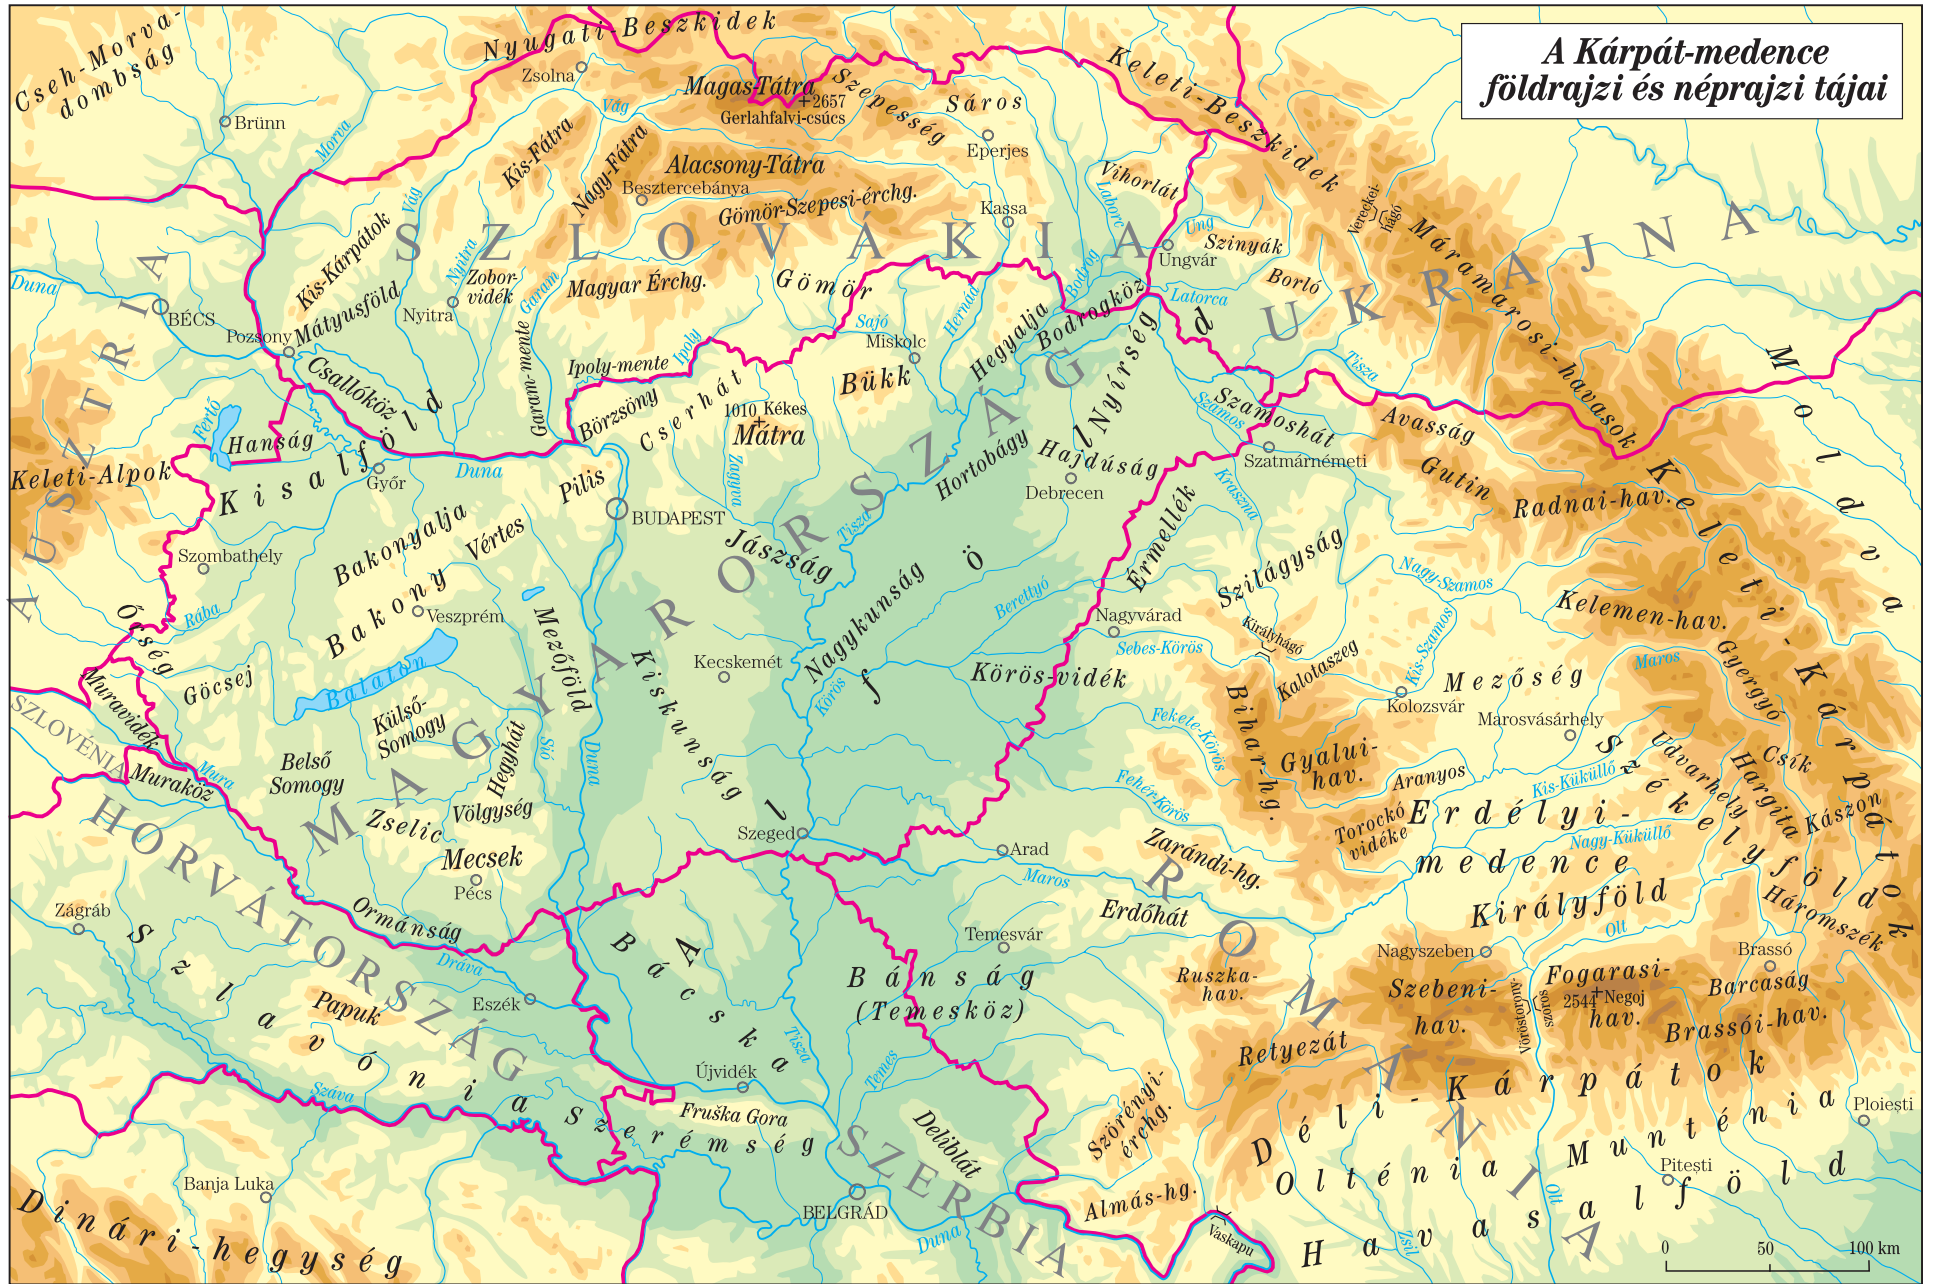 A Kárpát-medence
földrajzi és néprajzi tájai
Cseh-Morva-
dombság
Nyugati-Beszkidek
Zsolna
Brünn
Morva
Vág
Magas-Tátra
2657
Gerlahfalvi-csúcs
Szepesség
Sáros
Eperjes
Keleti-Beszkidek
Kis-Fátra
Nagy-Fátra
Alacsony-Tátra
Besztercebánya
Gömör-Szepesi-érchg.
Kassa
Vihorlát
Laborc
Ung
Ungvár
Szinyák
Borló
Vereckei-
hágó
Máramarosi-havasok
UKRAJNA
SZLOVÁKIA
Vág
Nyitra
Zobor-
vidék
Garam
Magyar Érchg.
Gömör
Kis-Kárpátok
Mátyusföld
Nyitra
Duna
BÉCS
Pozsony
AUSZTRIA
Csallóköz
Garam-mente
Ipoly-mente
Ipoly
Sajó
Miskolc
Hernád
Hegyalja
Bodrog
Bodrogköz
Latorca
Tisza
Bükk
Börzsöny
Cserhát
1010 Kékes
Mátra
Zagyva
Nyírség
Szamos
Szamoshát
Szatmárnémeti
Avasság
Gutin
Radnai-hav.
Moldva
Keleti-Kárpátok
Fertő
Hanság
Kisalföld
Győr
Duna
Keleti-Alpok
Pilis
BUDAPEST
Hortobágy
Hajdúság
Debrecen
Kraszna
Érmellék
Szilágyság
Nagy-Szamos
Kelemen-hav.
Szombathely
Bakonyalja
Vértes
Bakony
Veszprém
Jászság
Tisza
Nagykunság
Berettyó
Nagyvárad
Sebes-Körös
Királyhágó
Kalotaszeg
Kis-Szamos
Kolozsvár
Mezőség
Maros
Marosvásárhely
Gyergyó
Őrség
Rába
Göcsej
Balaton
Mezőföld
MAGYARORSZÁG
Alföld
Kiskunság
Kecskemét
Körös
Körös-vidék
Fekete-Körös
Bihar-hg.
Gyalui-
hav.
Aranyos
Kis-Küküllő
Székelyföld
Udvarhely
Hargita
Csík
Kászon
SZLOVÉNIA
Muravidék
Muraköz
Mura
Belső
Somogy
Külső-
Somogy
Hegyhát
Sió
Duna
Völgység
Zselic
Mecsek
Pécs
Szeged
Arad
Fehér-Körös
Maros
Zarándi-hg.
Erdőhát
Torockó
vidéke
Erdélyi-
medence
Nagy-Küküllő
Királyföld
Olt
Háromszék
HORVÁTORSZÁG
Zágráb
Ormánság
Dráva
Eszék
Szlavónia
Papuk
Bácska
Bánság
(Temesköz)
Temesvár
Ruszka-
hav.
ROMÁNIA
Nagyszeben
Szebeni-
hav.
Vöröstorony-
szoros
Fogarasi-
hav.
2544 Negoj
Brassó
Barcaság
Brassói-hav.
Retyezát
Déli-Kárpátok
Tisza
Temes
Újvidék
Fruška Gora
Szerémség
Száva
Banja Luka
Dinári-hegység
BELGRÁD
SZERBIA
Deliblát
Duna
Szörényi-
érchg.
Almás-hg.
Vaskapu
Olténia
Munténia
Havasalföld
Ploiești
Pitești
Olt
Zsil
0 50 100 km